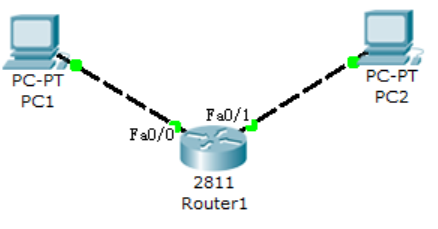 PC-PT
PC1
PC-PT
PC2
Fa0/0
Fa0/1
2811
Router1